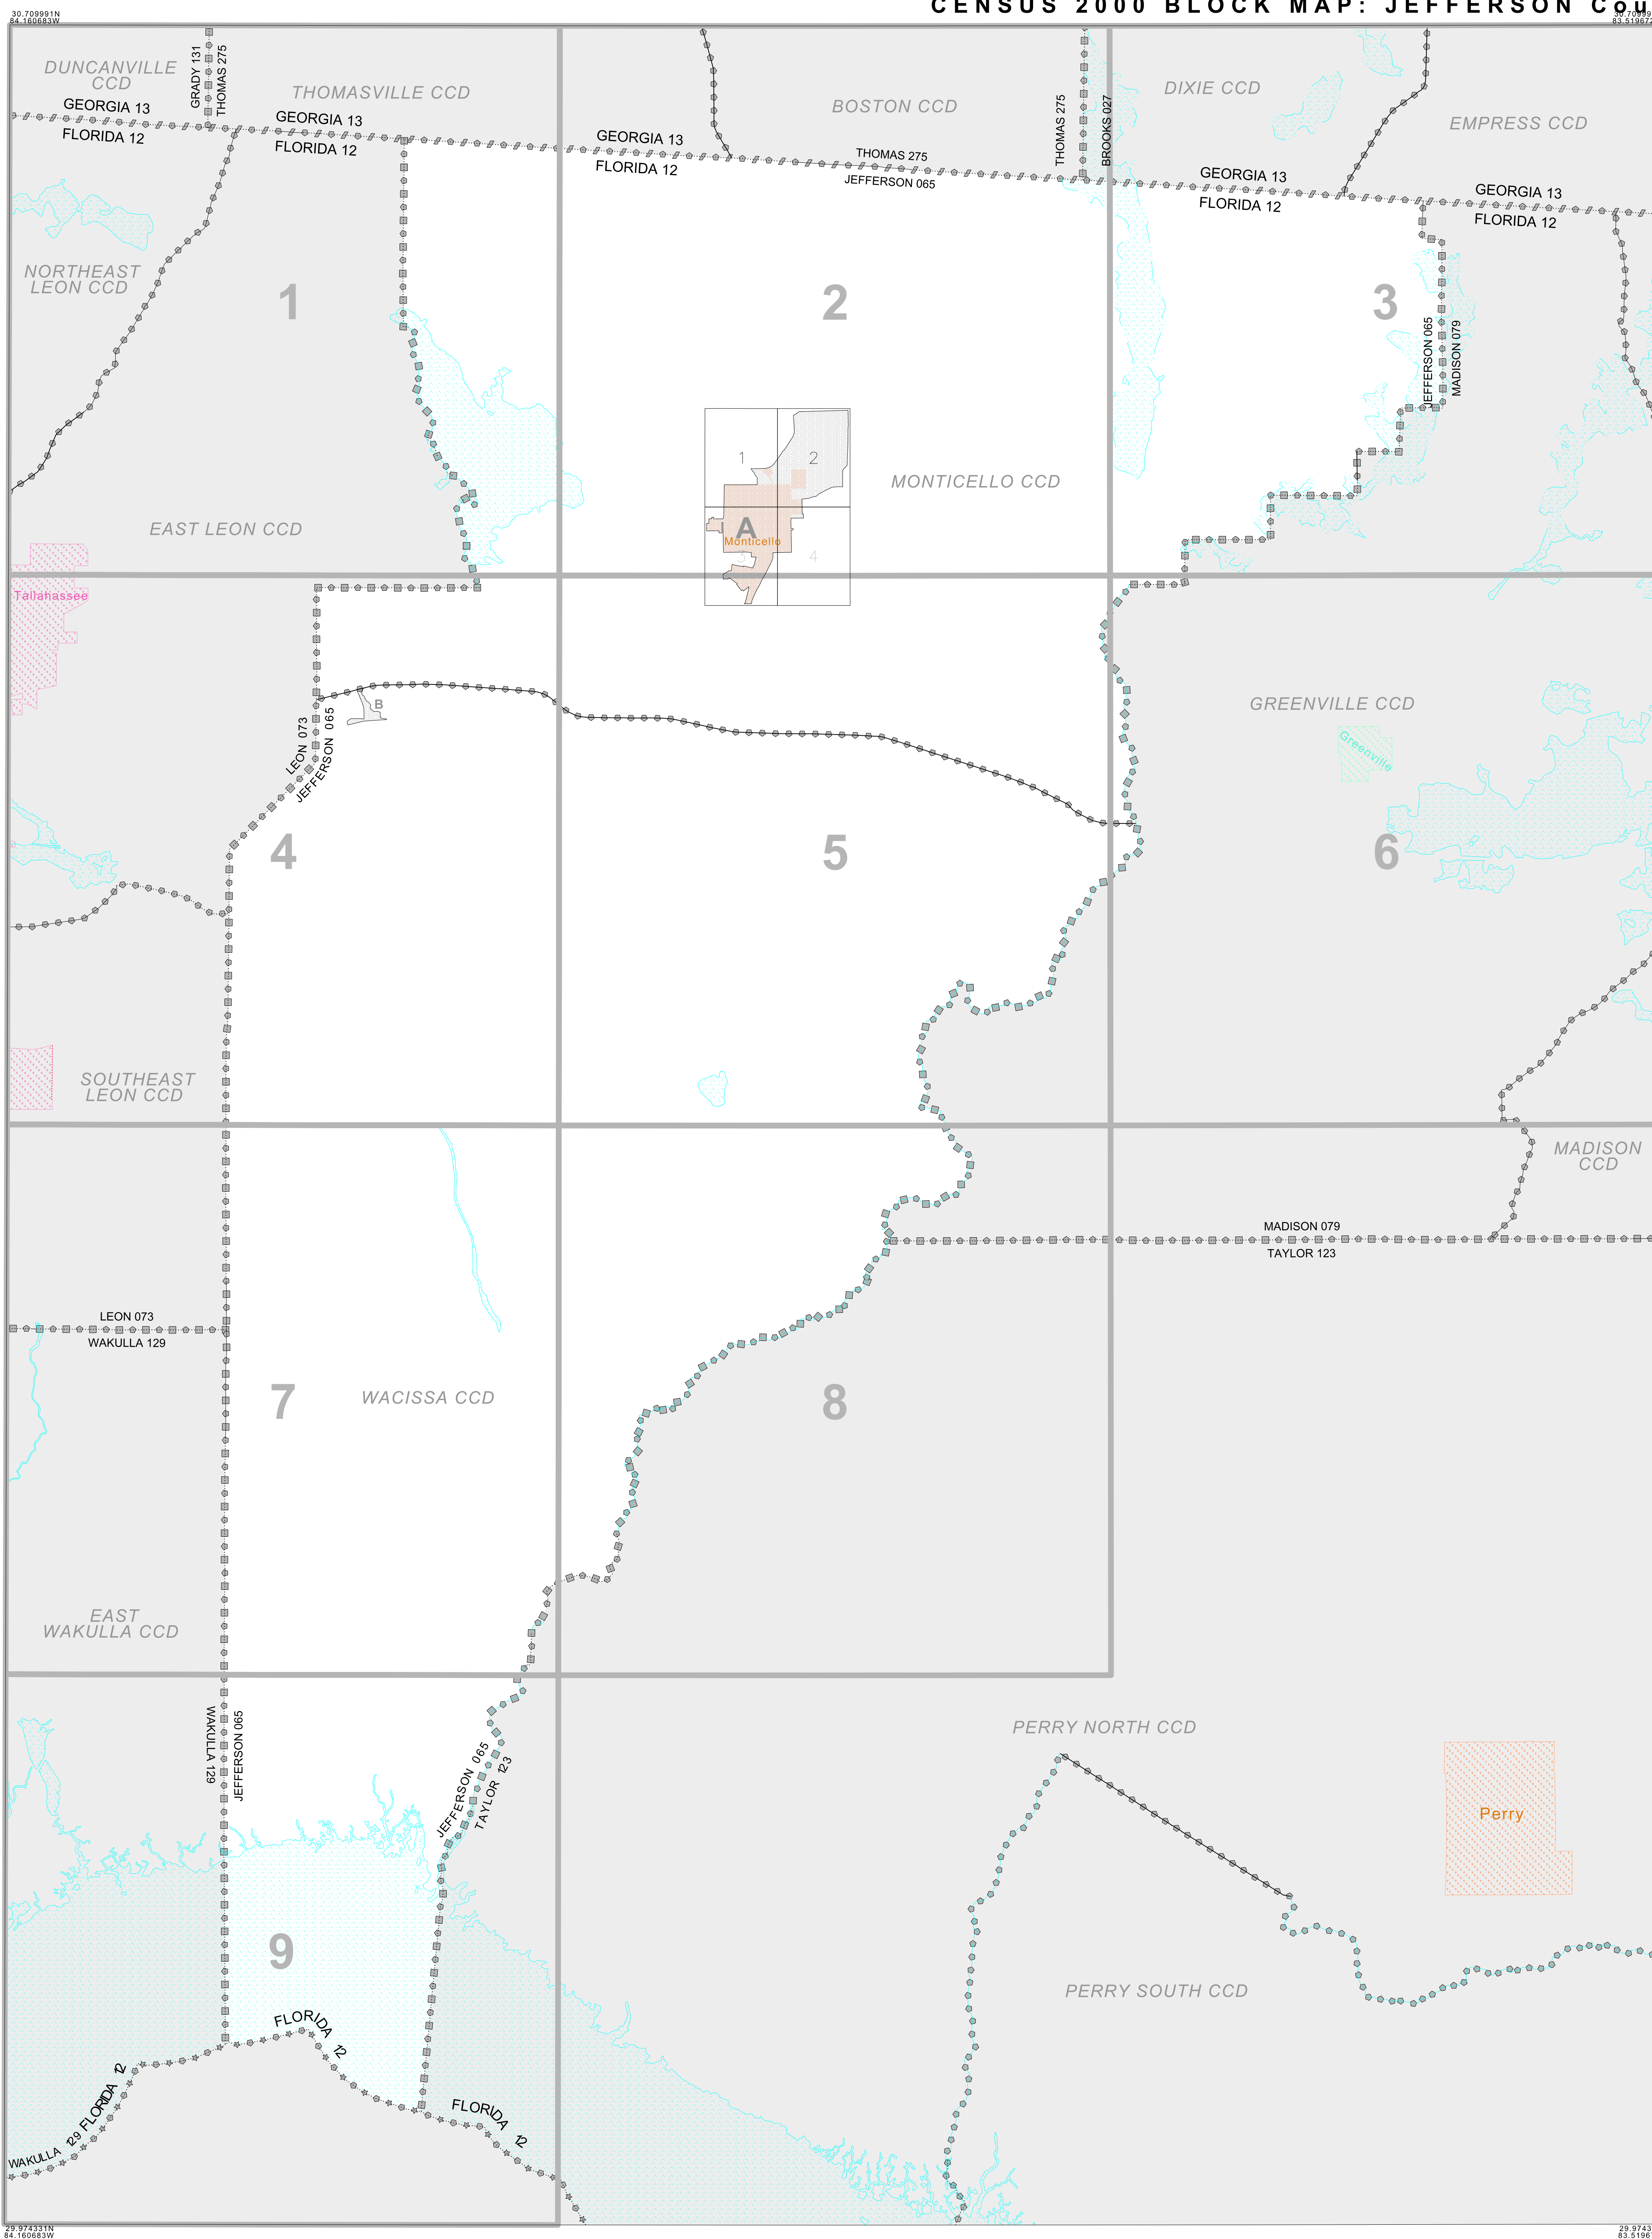 CENSUS 2000 BLOCK MAP: JEFFERSON Cou
30.709991N
84.160683W
DUNCANVILLE
CCD
GRADY 131
THOMAS 275
THOMASVILLE CCD
BOSTON CCD
THOMAS 275
BROOKS 027
DIXIE CCD
EMPRESS CCD
GEORGIA 13
FLORIDA 12
GEORGIA 13
FLORIDA 12
GEORGIA 13
FLORIDA 12
THOMAS 275
JEFFERSON 065
GEORGIA 13
FLORIDA 12
GEORGIA 13
FLORIDA 12
NORTHEAST
LEON CCD
1
2
3
JEFFERSON 065
MADISON 079
1
2
A
Monticello
3
4
MONTICELLO CCD
EAST LEON CCD
Tallahassee
B
LEON 073
JEFFERSON 065
GREENVILLE CCD
Greenville
4
5
6
SOUTHEAST
LEON CCD
MADISON
CCD
MADISON 079
TAYLOR 123
LEON 073
WAKULLA 129
7
WACISSA CCD
8
EAST
WAKULLA CCD
WAKULLA 129
JEFFERSON 065
JEFFERSON 065
TAYLOR 123
PERRY NORTH CCD
Perry
9
PERRY SOUTH CCD
FLORIDA 12
FLORIDA 12
WAKULLA 129
FLORIDA 12
29.974331N
84.160683W
29.9743
83.5196